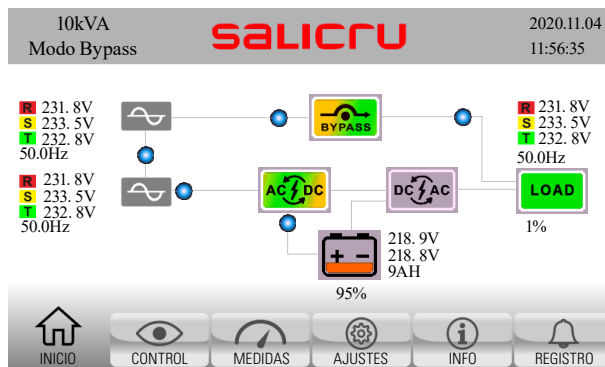 10kVA
Modo Bypass
salicru
2020.11.04
11:56:35
R 231. 8V
S 233. 5V
T 232. 8V
50.0Hz
BYPASS
R 231. 8V
S 233. 5V
T 232. 8V
50.0Hz
R 231. 8V
S 233. 5V
T 232. 8V
50.0Hz
AC DC
DC AC
LOAD
1%
+ -
218. 9V
218. 8V
9AH
95%
INICIO
CONTROL
MEDIDAS
AJUSTES
INFO
REGISTRO